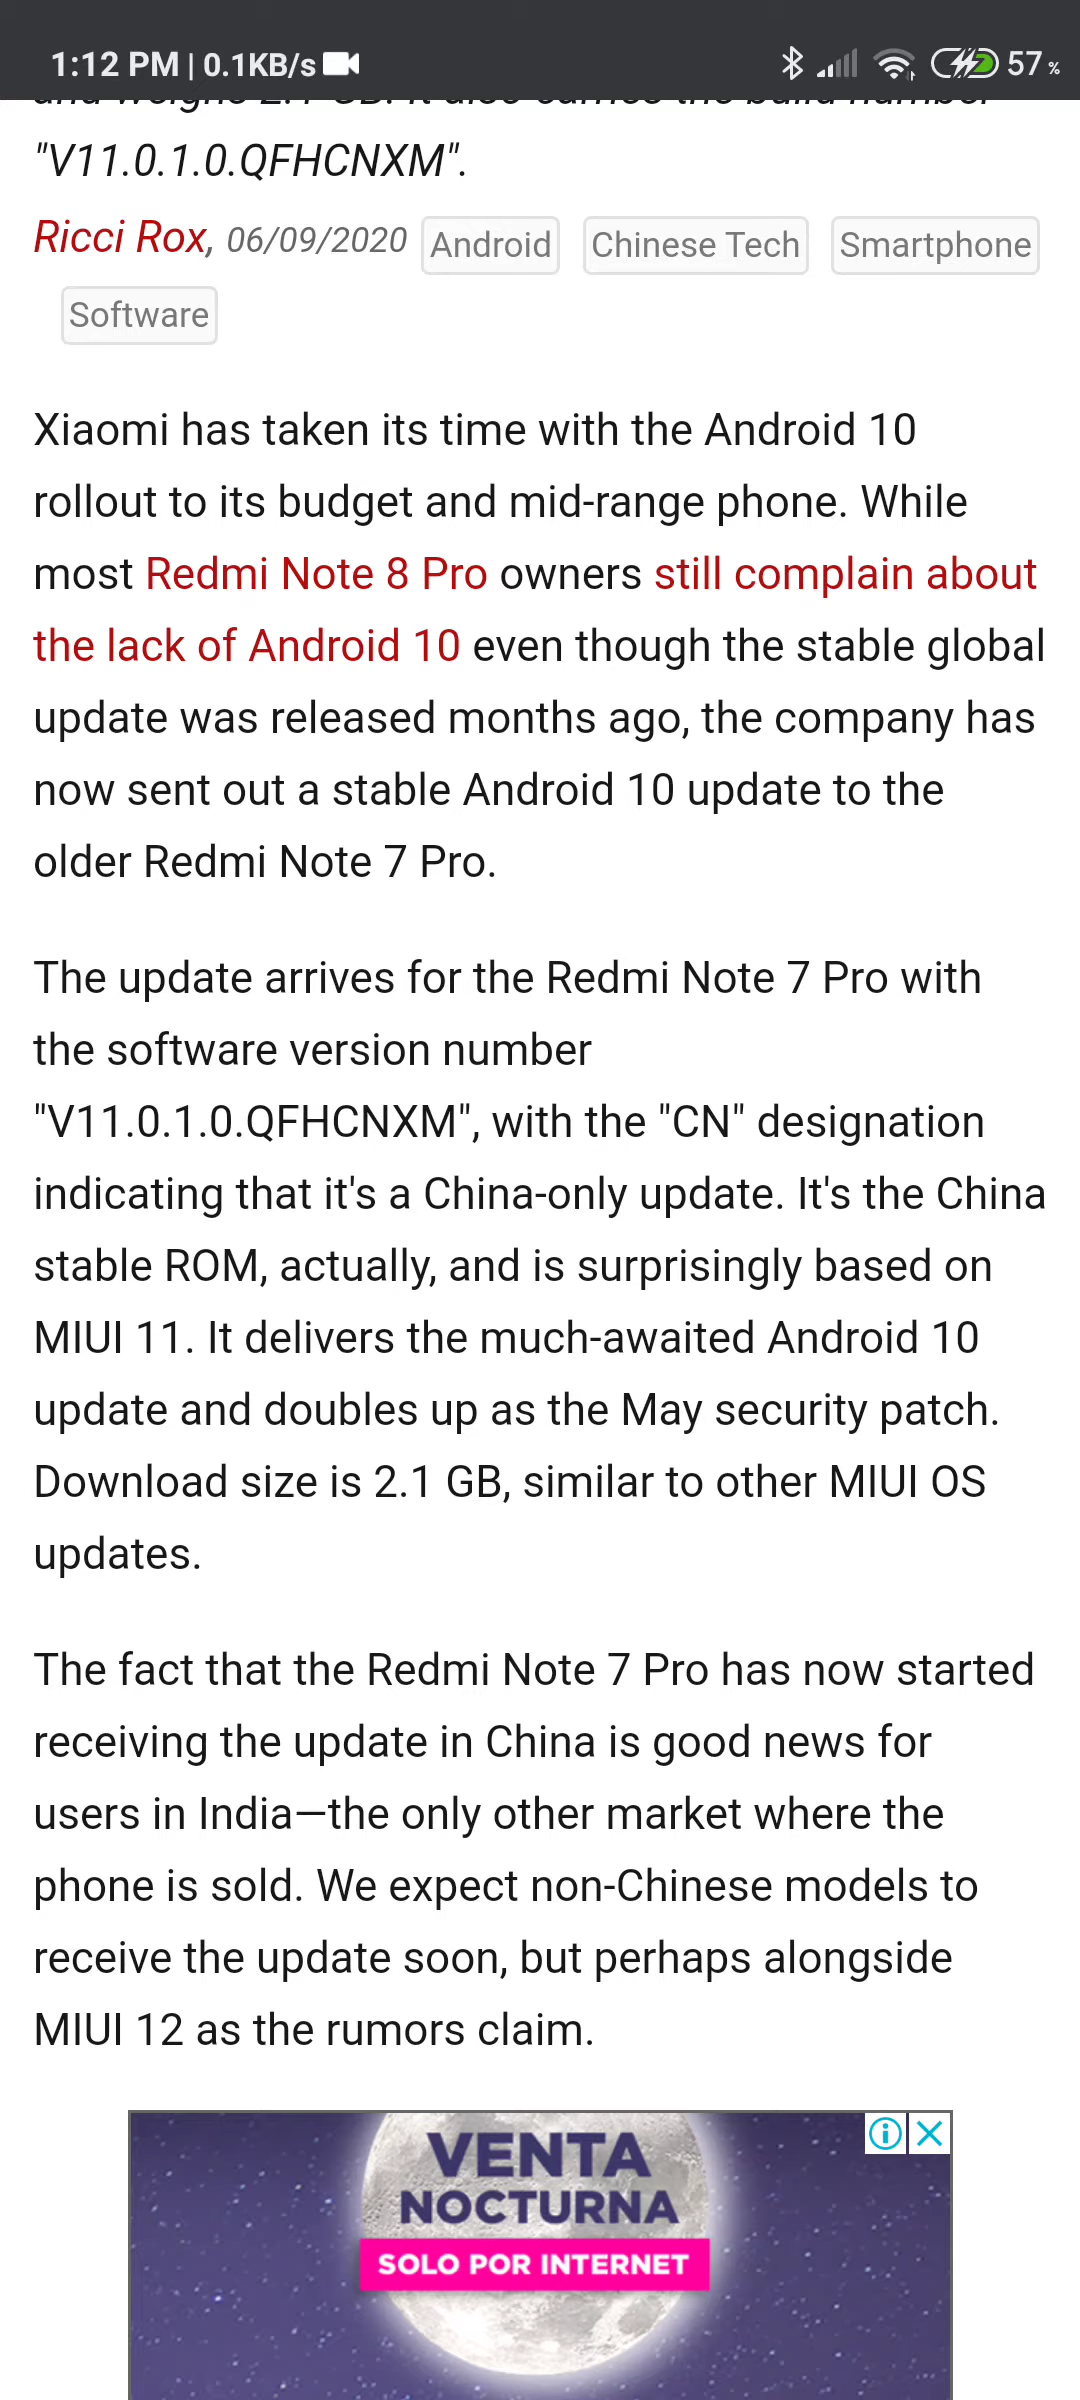 1:12 PM | 0.1KB/s 57 %
"V11.0.1.0.QFHCNXM".
Ricci Rox, 06/09/2020 Android Chinese Tech Smartphone
Software
Xiaomi has taken its time with the Android 10
rollout to its budget and mid-range phone. While
most Redmi Note 8 Pro owners still complain about
the lack of Android 10 even though the stable global
update was released months ago, the company has
now sent out a stable Android 10 update to the
older Redmi Note 7 Pro.
The update arrives for the Redmi Note 7 Pro with
the software version number
"V11.0.1.0.QFHCNXM", with the "CN" designation
indicating that it's a China-only update. It's the China
stable ROM, actually, and is surprisingly based on
MIUI 11. It delivers the much-awaited Android 10
update and doubles up as the May security patch.
Download size is 2.1 GB, similar to other MIUI OS
updates.
The fact that the Redmi Note 7 Pro has now started
receiving the update in China is good news for
users in India—the only other market where the
phone is sold. We expect non-Chinese models to
receive the update soon, but perhaps alongside
MIUI 12 as the rumors claim.
VENTA
NOCTURNA
SOLO POR INTERNET